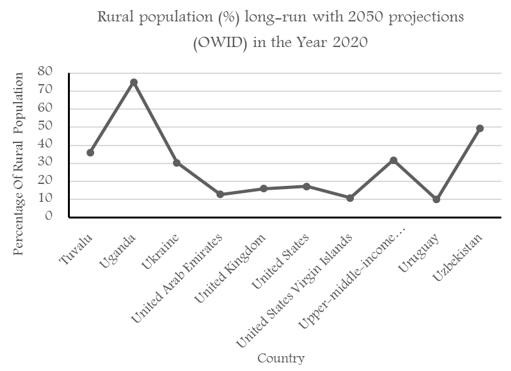 Rural population (%) long-run with 2050 projections
(OWID) in the Year 2020
Percentage Of Rural Population
80
70
60
50
40
30
20
10
0
Tuvalu
Uganda
Ukraine
United Arab Emirates
United Kingdom
United States
United States Virgin Islands
Upper-middle-income...
Uruguay
Uzbekistan
Country